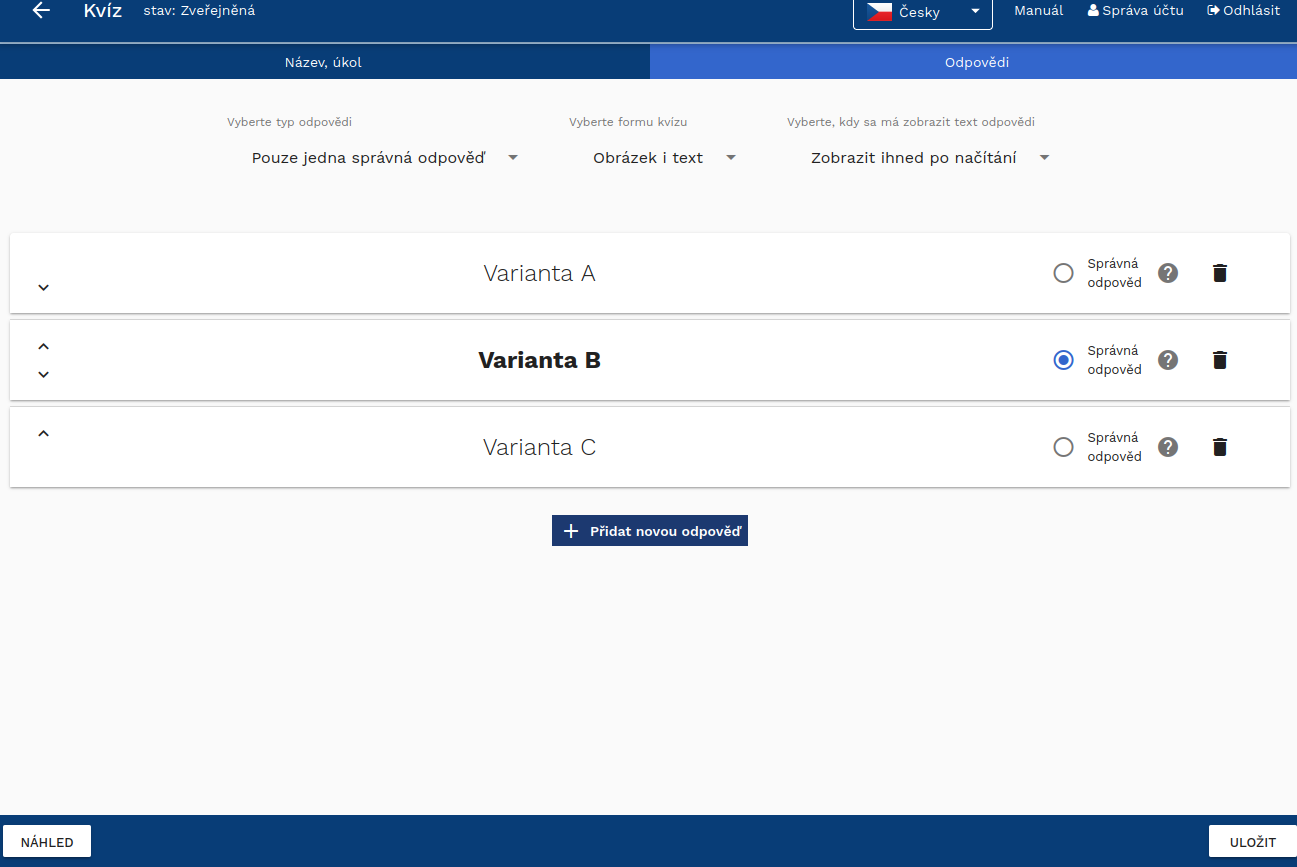 Kvíz stav: Zveřejněná Česky Manuál Správa účtu Odhlásit
Název, úkol Odpovědi
Vyberte typ odpovědi Vyberte formu kvízu Vyberte, kdy sa má zobrazit text odpovědi
Pouze jedna správná odpověď Obrázek i text Zobrazit ihned po načítání
Varianta A Správná
odpověd
Varianta B Správná
odpověd
Varianta C Správná
odpověd
Přidat novou odpověď
NÁHLED ULOŽIT